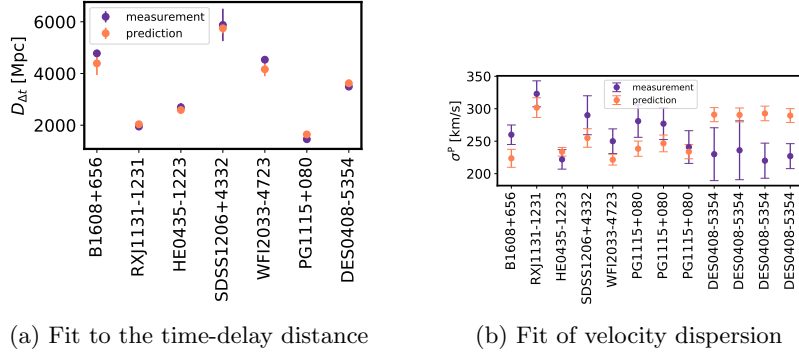 measurement
prediction
6000
4000
2000
D_Δt [Mpc]
B1608+656
RXJ1131-1231
HE0435-1223
SDSS1206+4332
WFI2033-4723
PG1115+080
DES0408-5354
(a) Fit to the time-delay distance
measurement
prediction
350
300
250
200
σ^P [km/s]
B1608+656
RXJ1131-1231
HE0435-1223
SDSS1206+4332
WFI2033-4723
PG1115+080
PG1115+080
PG1115+080
DES0408-5354
DES0408-5354
DES0408-5354
DES0408-5354
(b) Fit of velocity dispersion